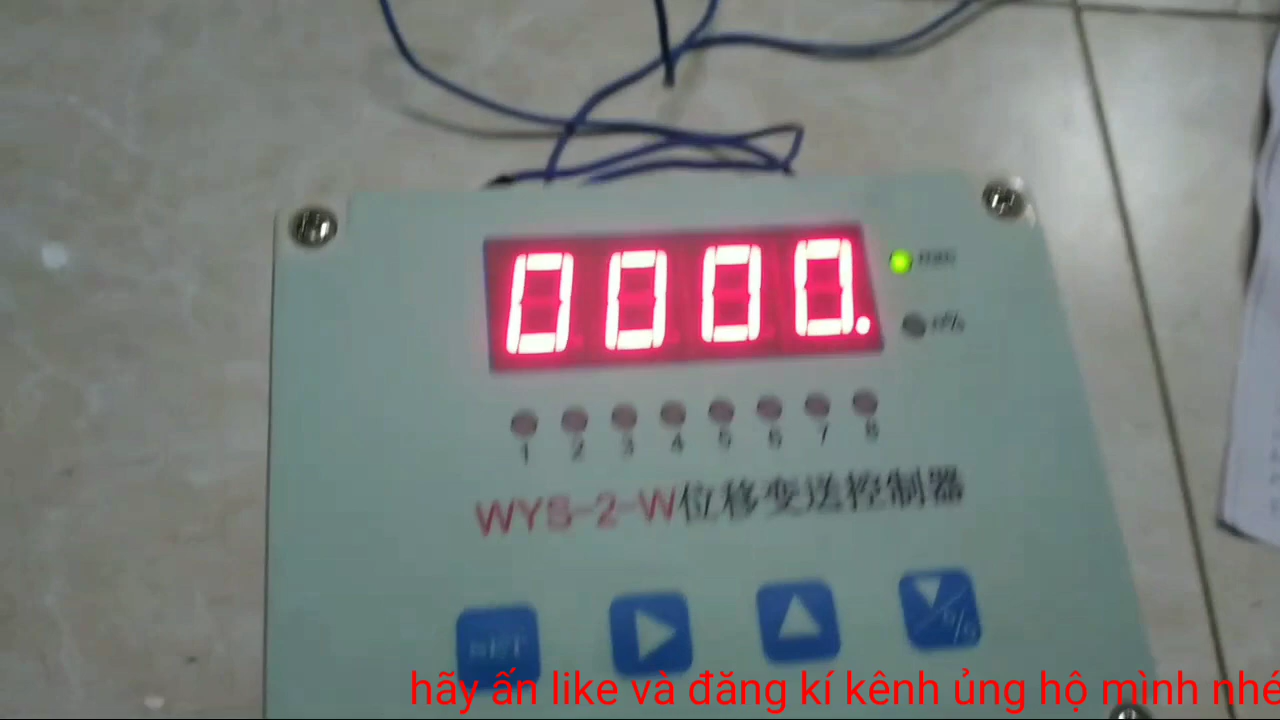 0000.
1 2 3 4 5 6 7 8
WYS-2-W位移变送控制器
SET
hãy ấn like và đăng kí kênh ủng hộ mình nhé